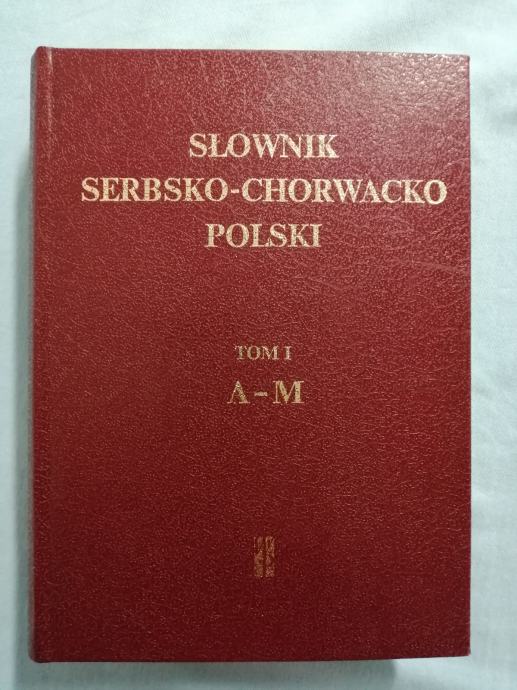 SŁOWNIK
SERBSKO-CHORWACKO
POLSKI
TOM I
A-M